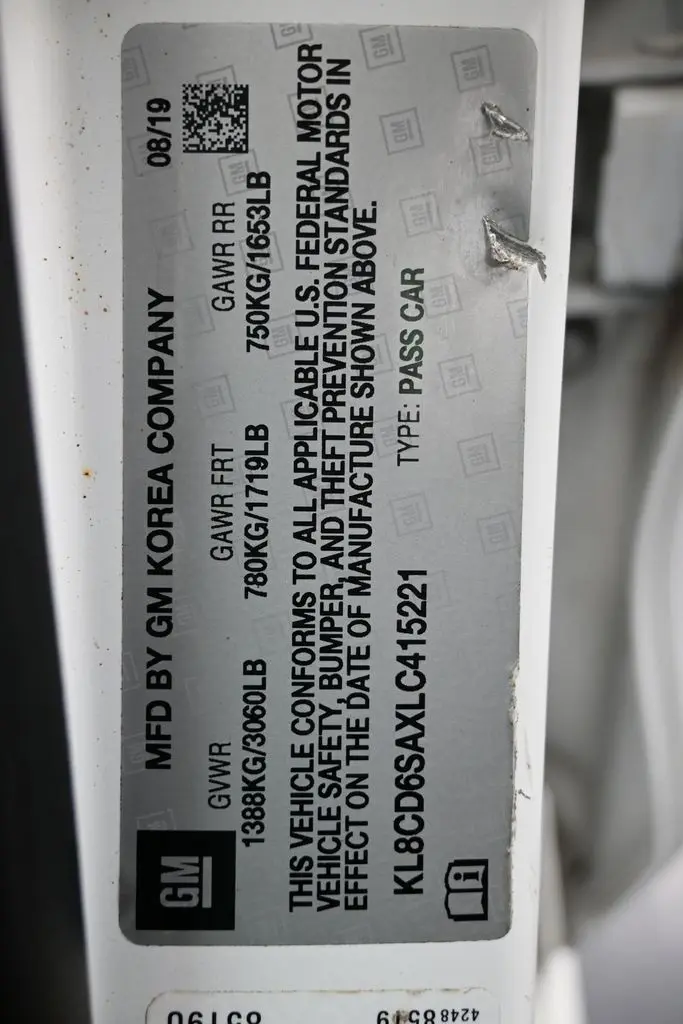 GM
MFD BY GM KOREA COMPANY 08/19
GVWR GAWR FRT GAWR RR
1388KG/3060LB 780KG/1719LB 750KG/1653LB
THIS VEHICLE CONFORMS TO ALL APPLICABLE U.S. FEDERAL MOTOR
VEHICLE SAFETY, BUMPER, AND THEFT PREVENTION STANDARDS IN
EFFECT ON THE DATE OF MANUFACTURE SHOWN ABOVE.
KL8CD6SAXLC415221 TYPE: PASS CAR